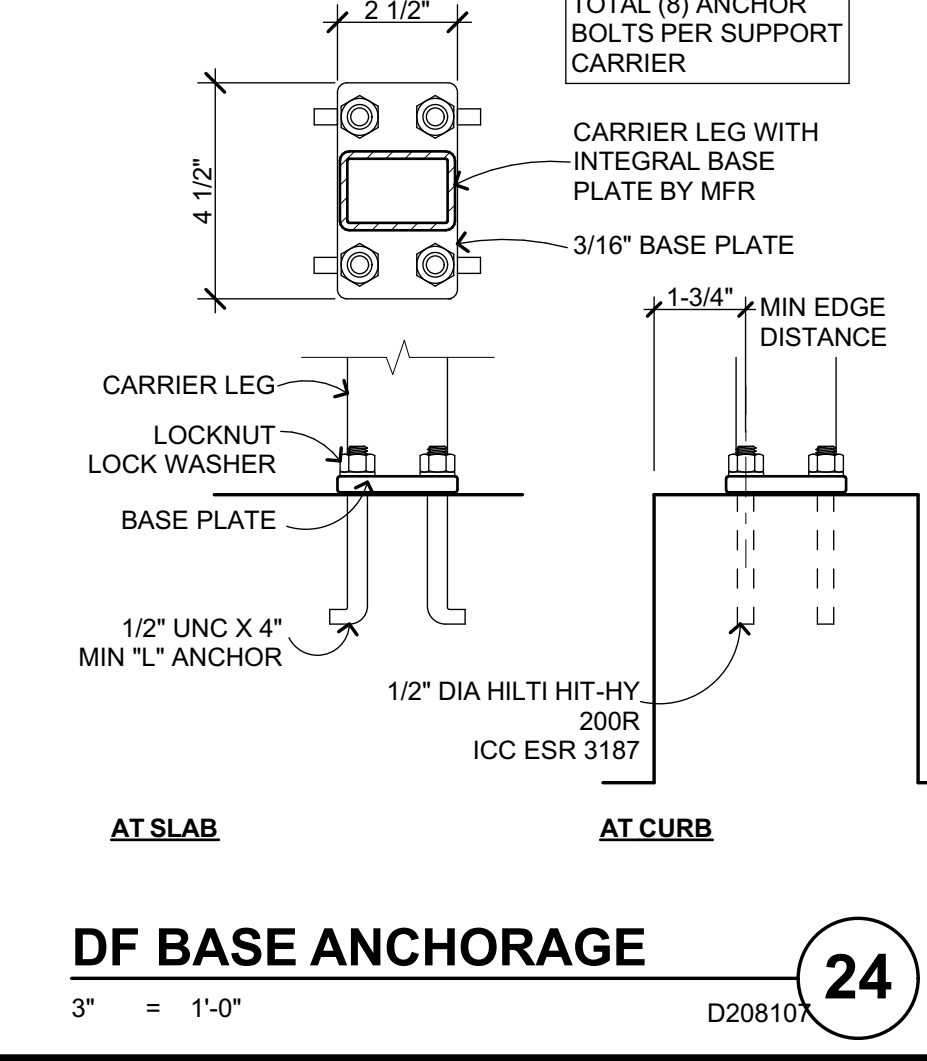 2 1/2"
TOTAL (8) ANCHOR
BOLTS PER SUPPORT
CARRIER
4 1/2"
CARRIER LEG WITH
INTEGRAL BASE
PLATE BY MFR
3/16" BASE PLATE
1-3/4"
MIN EDGE
DISTANCE
CARRIER LEG
LOCKNUT
LOCK WASHER
BASE PLATE
1/2" UNC X 4"
MIN "L" ANCHOR
1/2" DIA HILTI HIT-HY
200R
ICC ESR 3187
AT SLAB
AT CURB
DF BASE ANCHORAGE
24
3" = 1'-0"
D208107